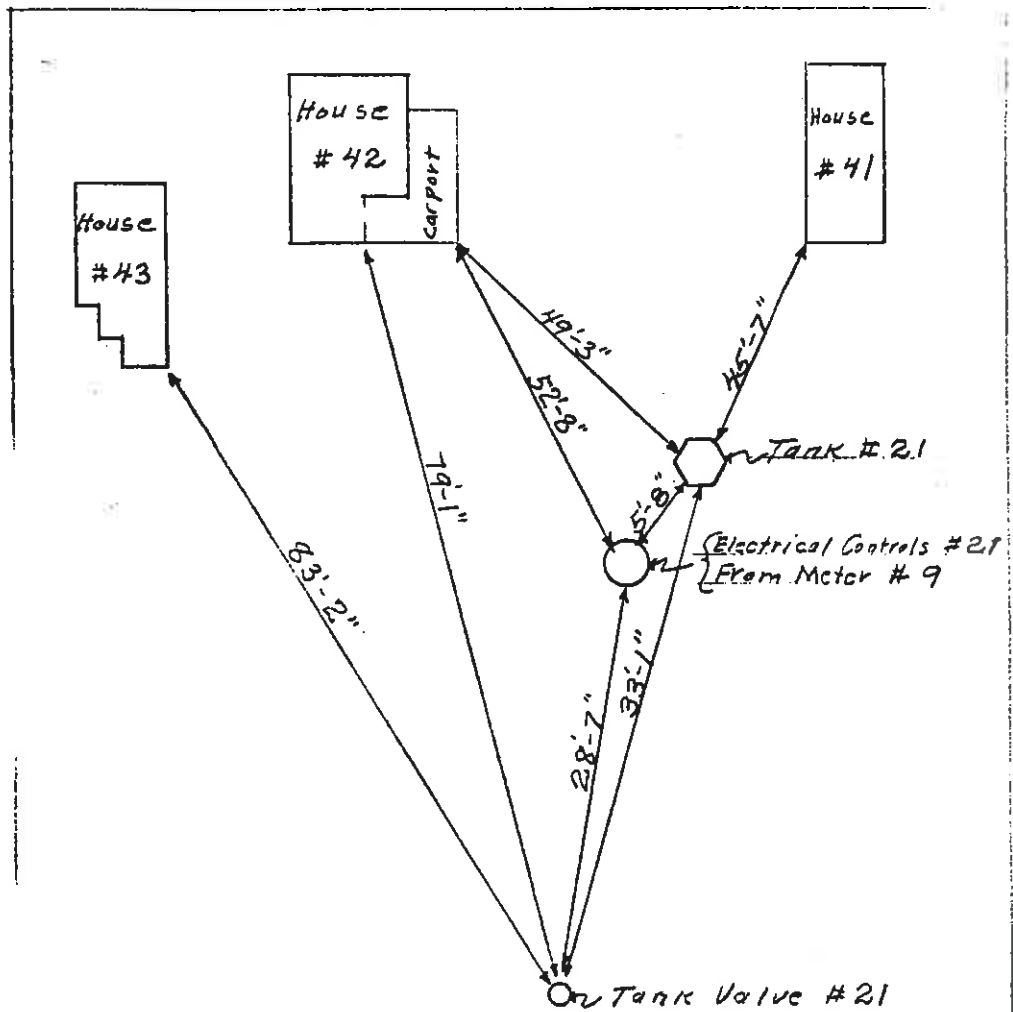 House
# 42
carport
House
# 41
House
#43
49'-3"
52'-8"
45'-7"
Tank # 21
79'-1"
5'-8"
Electrical Controls #21
From Meter # 9
83'-2"
33'-1"
28'-7"
Tank Valve #21